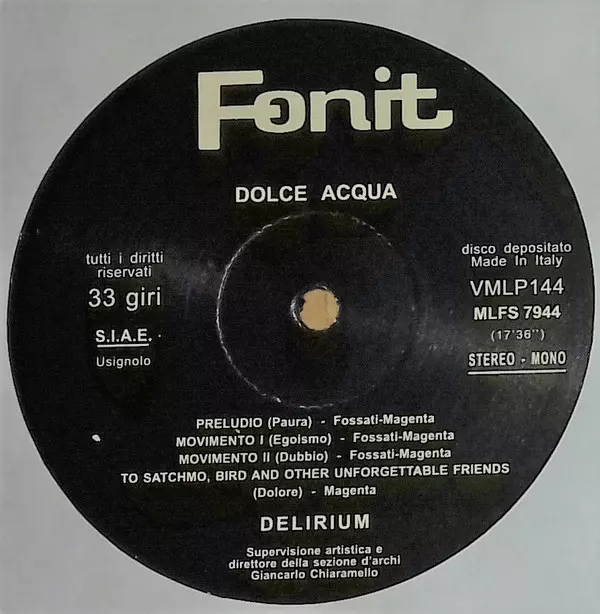 Fonit
DOLCE ACQUA
tutti i diritti
riservati
33 giri
S.I.A.E.
Usignolo
disco depositato
Made In Italy
VMLP144
MLFS 7944
(17'36")
STEREO - MONO
PRELUDIO (Paura) - Fossati-Magenta
MOVIMENTO I (Egoismo) - Fossati-Magenta
MOVIMENTO II (Dubbio) - Fossati-Magenta
TO SATCHMO, BIRD AND OTHER UNFORGETTABLE FRIENDS
(Dolore) - Magenta
DELIRIUM
Supervisione artistica e
direttore della sezione d'archi
Giancarlo Chiaramello